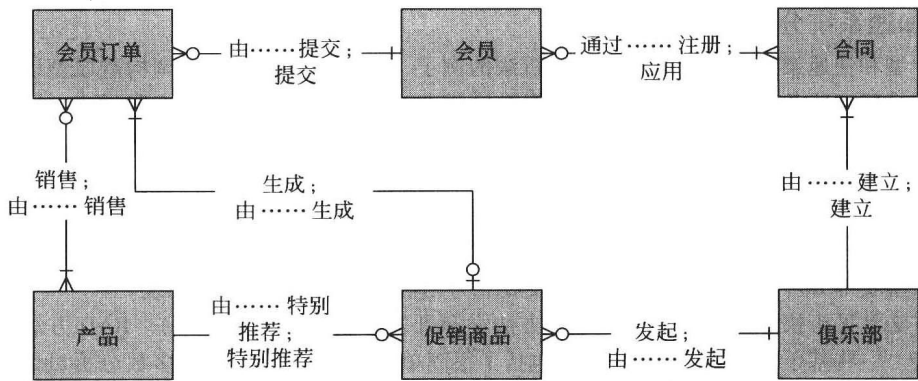 会员订单
由……提交；
提交
会员
通过……注册；
应用
合同
销售；
由……销售
生成；
由……生成
由……建立；
建立
产品
由……特别
推荐；
特别推荐
促销商品
发起；
由……发起
俱乐部